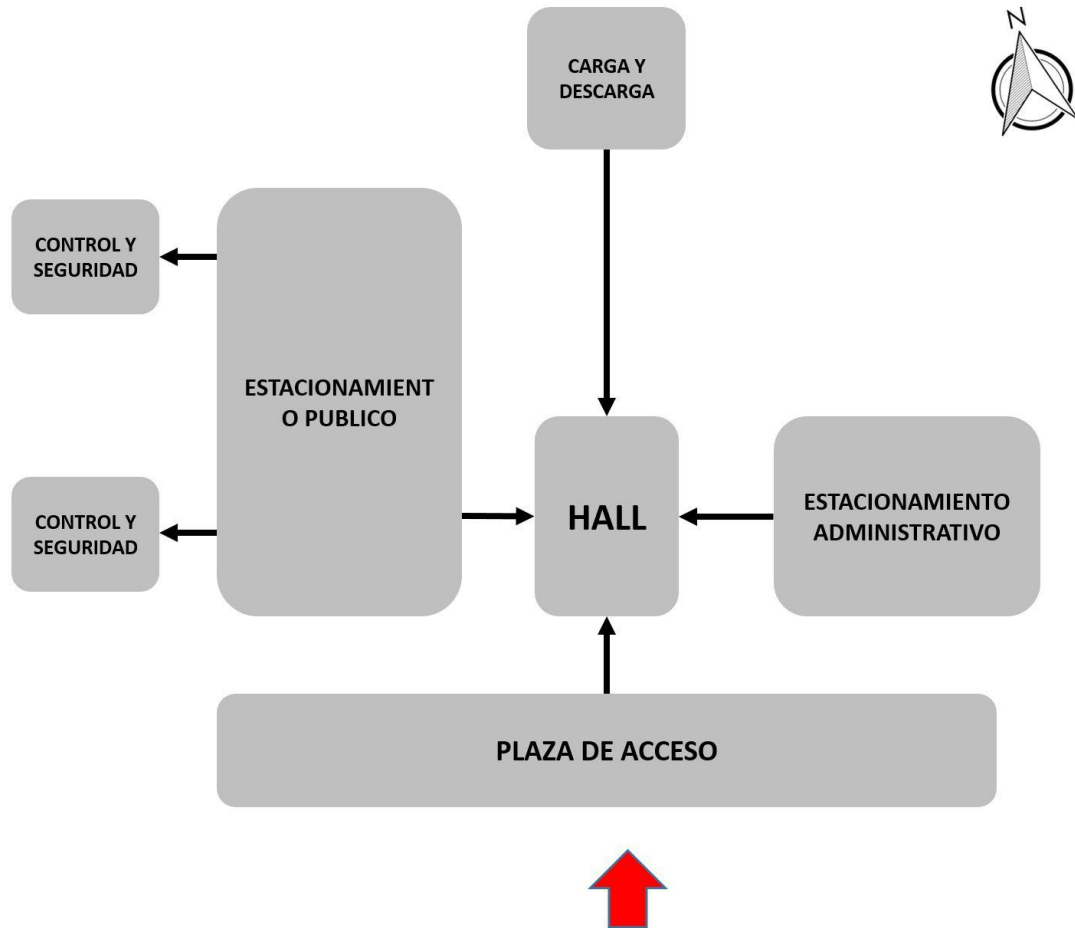 N
CARGA Y
DESCARGA
CONTROL Y
SEGURIDAD
ESTACIONAMIENT
O PUBLICO
CONTROL Y
SEGURIDAD
HALL
ESTACIONAMIENTO
ADMINISTRATIVO
PLAZA DE ACCESO